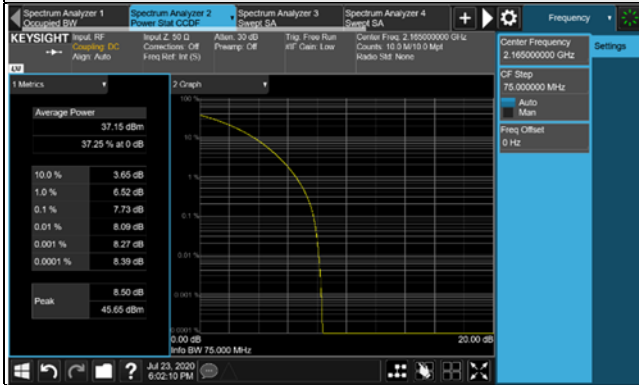 Spectrum Analyzer 1
Occupied BW
Spectrum Analyzer 2
Power Stat CCDF
Spectrum Analyzer 3
Swept SA
Spectrum Analyzer 4
Swept SA
Frequency
KEYSIGHT
Input: RF
Coupling: DC
Align: Auto
Input Z: 50 Ω
Corrections: Off
Freq Ref: Int (S)
Atten: 30 dB
Preamp: Off
Trig: Free Run
#IF Gain: Low
Center Freq: 2.165000000 GHz
Counts: 10.0 M/10.0 Mpt
Radio Std: None
LXI
Center Frequency
2.165000000 GHz
Settings
CF Step
75.000000 MHz
Auto
Man
Freq Offset
0 Hz
1 Metrics
Average Power
37.15 dBm
37.25 % at 0 dB
10.0 % 3.65 dB
1.0 % 6.52 dB
0.1 % 7.73 dB
0.01 % 8.09 dB
0.001 % 8.27 dB
0.0001 % 8.39 dB
Peak
8.50 dB
45.65 dBm
2 Graph
100 %
10 %
1 %
0.1 %
0.01 %
0.001 %
0.0001 %
0.00 dB
20.00 dB
Info BW 75.000 MHz
?
Jul 23, 2020
6:02:10 PM